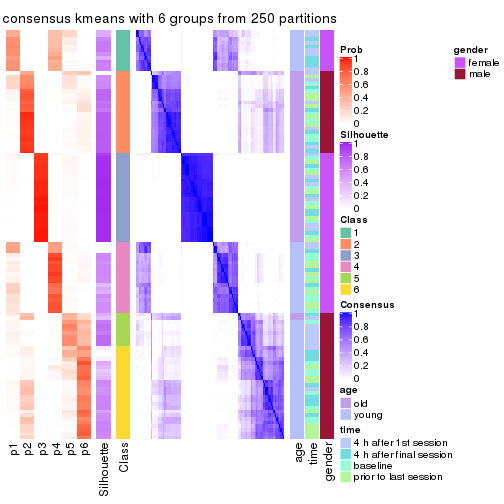 consensus kmeans with 6 groups from 250 partitions
Prob
1
0.8
0.6
0.4
0.2
0
gender
female
male
Silhouette
1
0.8
0.6
0.4
0.2
0
Class
1
2
3
4
5
6
Consensus
1
0.8
0.6
0.4
0.2
0
age
old
young
time
4 h after 1st session
4 h after final session
baseline
prior to last session
p1
p2
p3
p4
p5
p6
Silhouette
Class
age
time
gender